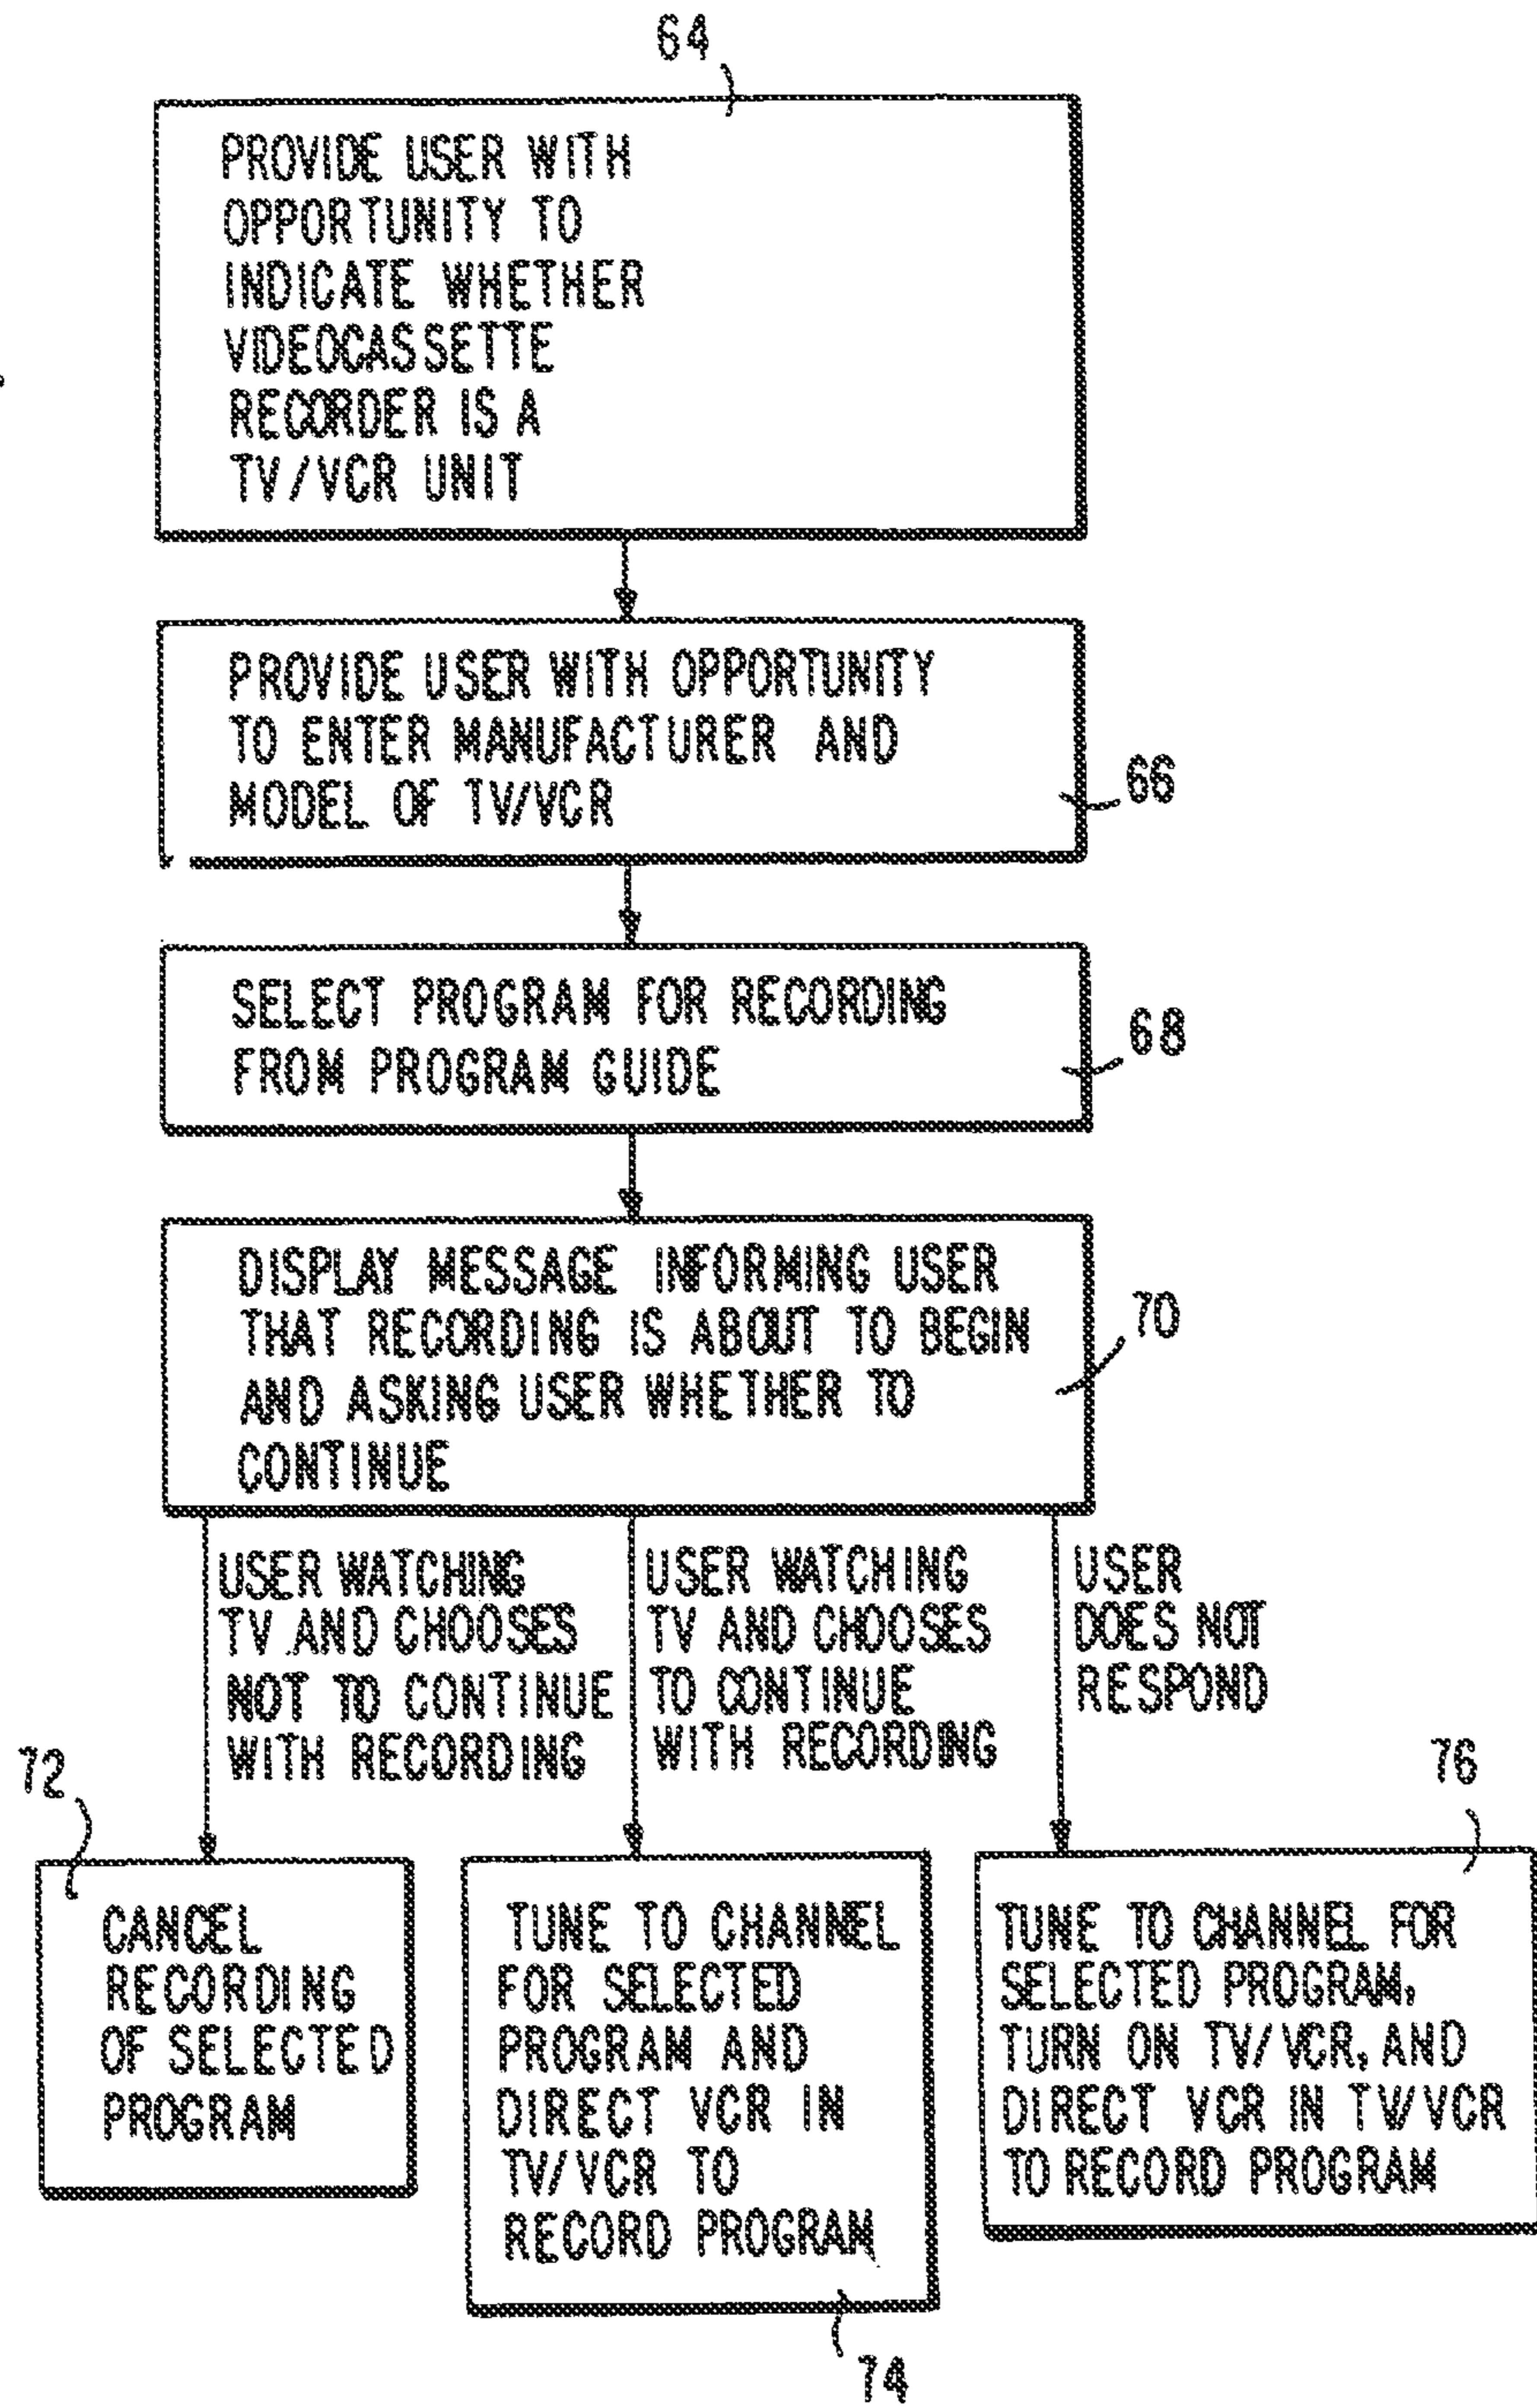 64
PROVIDE USER WITH
OPPORTUNITY TO
INDICATE WHETHER
VIDEOCASSETTE
RECORDER IS A
TV/VCR UNIT
PROVIDE USER WITH OPPORTUNITY
TO ENTER MANUFACTURER AND
MODEL OF TV/VCR
66
SELECT PROGRAM FOR RECORDING
FROM PROGRAM GUIDE
68
DISPLAY MESSAGE INFORMING USER
THAT RECORDING IS ABOUT TO BEGIN
AND ASKING USER WHETHER TO
CONTINUE
70
USER WATCHING
TV AND CHOOSES
NOT TO CONTINUE
WITH RECORDING
USER WATCHING
TV AND CHOOSES
TO CONTINUE
WITH RECORDING
USER
DOES NOT
RESPOND
72
CANCEL
RECORDING
OF SELECTED
PROGRAM
TUNE TO CHANNEL
FOR SELECTED
PROGRAM AND
DIRECT VCR IN
TV/VCR TO
RECORD PROGRAM
74
76
TUNE TO CHANNEL FOR
SELECTED PROGRAM,
TURN ON TV/VCR, AND
DIRECT VCR IN TV/VCR
TO RECORD PROGRAM